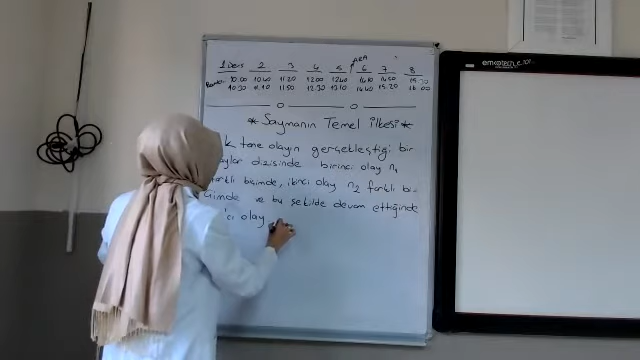 1.Ders 2 3 4 5 ARA 6 7 8
10.00 10.40 11.20 12.00 12.40 14.10 14.50 15.30
10.30 11.10 11.50 12.30 13.10 14.40 15.20 16.00
*Saymanın Temel İlkesi*
k tane olayın gerçekleştiği bir
olaylar dizisinde birinci olay n₁
farklı biçimde, ikinci olay n₂ farklı bi-
çimde ve bu şekilde devam ettiğinde
olay